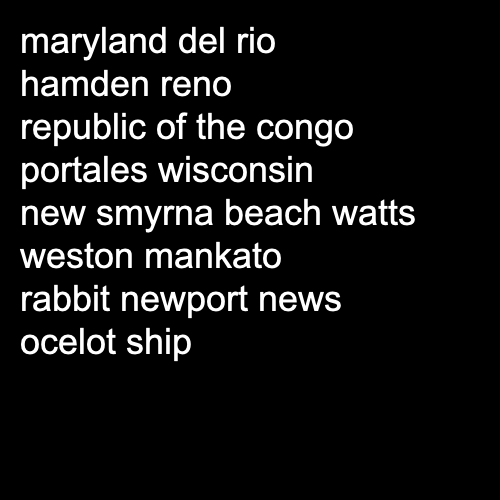 maryland del rio
hamden reno
republic of the congo
portales wisconsin
new smyrna beach watts
weston mankato
rabbit newport news
ocelot ship